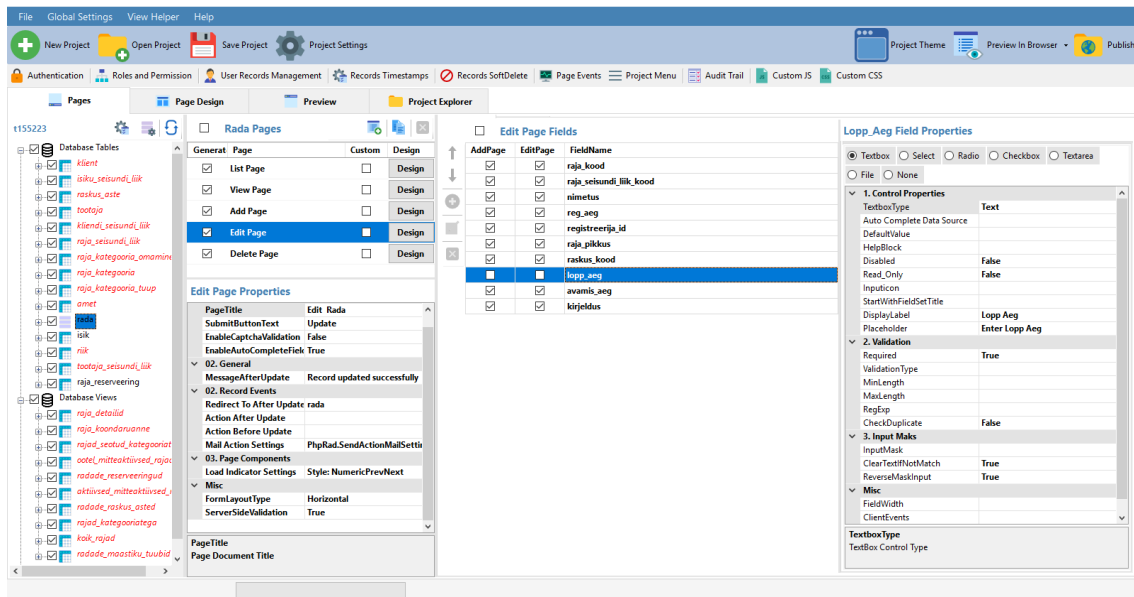 File Global Settings View Helper Help
New Project Open Project Save Project Project Settings Project Theme Preview In Browser Publish
Authentication Roles and Permission User Records Management Records Timestamps Records SoftDelete Page Events Project Menu Audit Trail Custom JS Custom CSS
Pages Page Design Preview Project Explorer
t155223
Database Tables
klient
isiku_seisundi_liik
raskus_aste
tootaja
kliendi_seisundi_liik
raja_seisundi_liik
raja_kategooria_omamine
raja_kategooria
raja_kategooria_tuup
amet
rada
isik
riik
tootaja_seisundi_liik
raja_reserveering
Database Views
raja_detailid
raja_koondaruanne
rajad_seotud_kategooriat
ootel_mitteaktiivsed_rajad
radade_reserveeringud
aktiivsed_mitteaktiivsed_
radade_raskus_asted
rajad_kategooriatega
koik_rajad
radade_maastiku_tuubid
Rada Pages
Generat Page Custom Design
List Page Design
View Page Design
Add Page Design
Edit Page Design
Delete Page Design
Edit Page Properties
PageTitle Edit Rada
SubmitButtonText Update
EnableCaptchaValidation False
EnableAutoCompleteField True
02. General
MessageAfterUpdate Record updated successfully
02. Record Events
Redirect To After Update rada
Action After Update
Action Before Update
Mail Action Settings PhpRad.SendActionMailSettin
03. Page Components
Load Indicator Settings Style: NumericPrevNext
Misc
FormLayoutType Horizontal
ServerSideValidation True
PageTitle
Page Document Title
Edit Page Fields
AddPage EditPage FieldName
raja_kood
raja_seisundi_liik_kood
nimetus
reg_aeg
registreerija_id
raja_pikkus
raskus_kood
lopp_aeg
avamis_aeg
kirjeldus
Lopp_Aeg Field Properties
Textbox Select Radio Checkbox Textarea
File None
1. Control Properties
TextboxType Text
Auto Complete Data Source
DefaultValue
HelpBlock
Disabled False
Read_Only False
Inputicon
StartWithFieldSetTitle
DisplayLabel Lopp Aeg
Placeholder Enter Lopp Aeg
2. Validation
Required True
ValidationType
MinLength
MaxLength
RegExp
CheckDuplicate False
3. Input Maks
InputMask
ClearTextIfNotMatch True
ReverseMaskInput True
Misc
FieldWidth
ClientEvents
TextboxType
TextBox Control Type